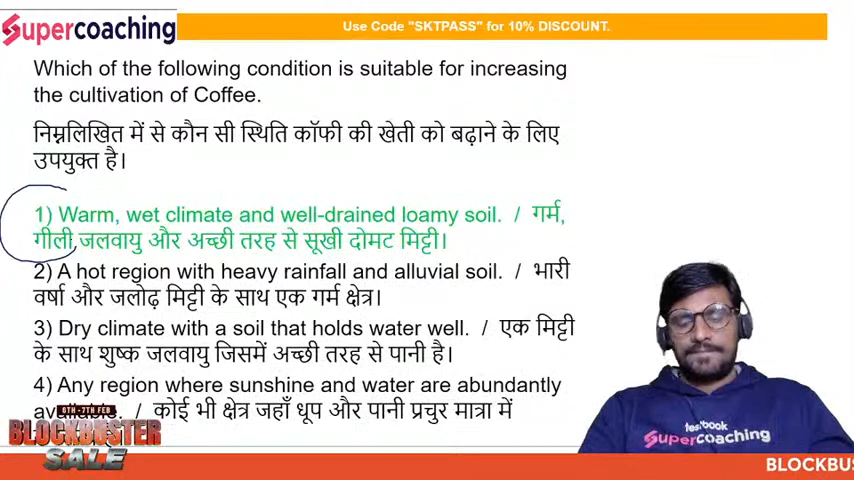 Supercoaching
Use Code "SKTPASS" for 10% DISCOUNT.
Which of the following condition is suitable for increasing
the cultivation of Coffee.
निम्नलिखित में से कौन सी स्थिति कॉफी की खेती को बढ़ाने के लिए
उपयुक्त है।
1) Warm, wet climate and well-drained loamy soil. / गर्म,
गीली जलवायु और अच्छी तरह से सूखी दोमट मिट्टी।
2) A hot region with heavy rainfall and alluvial soil. / भारी
वर्षा और जलोढ़ मिट्टी के साथ एक गर्म क्षेत्र।
3) Dry climate with a soil that holds water well. / एक मिट्टी
के साथ शुष्क जलवायु जिसमें अच्छी तरह से पानी है।
4) Any region where sunshine and water are abundantly
available. / कोई भी क्षेत्र जहाँ धूप और पानी प्रचुर मात्रा में
6TH-7TH FEB
BLOCKBUSTER
SALE
testbook
Supercoaching
BLOCKBUS